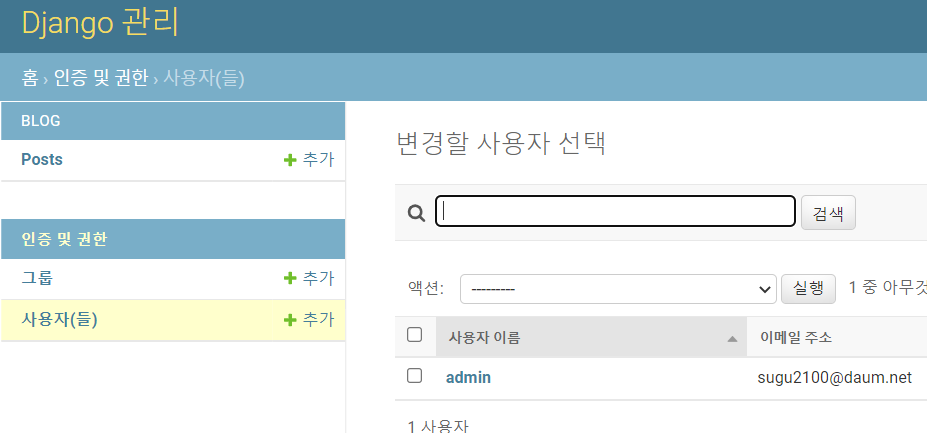 Django 관리
홈 › 인증 및 권한 › 사용자(들)
BLOG
Posts + 추가
인증 및 권한
그룹 + 추가
사용자(들) + 추가
변경할 사용자 선택
검색
액션: --------- 실행 1 중 아무것
사용자 이름 이메일 주소
admin sugu2100@daum.net
1 사용자